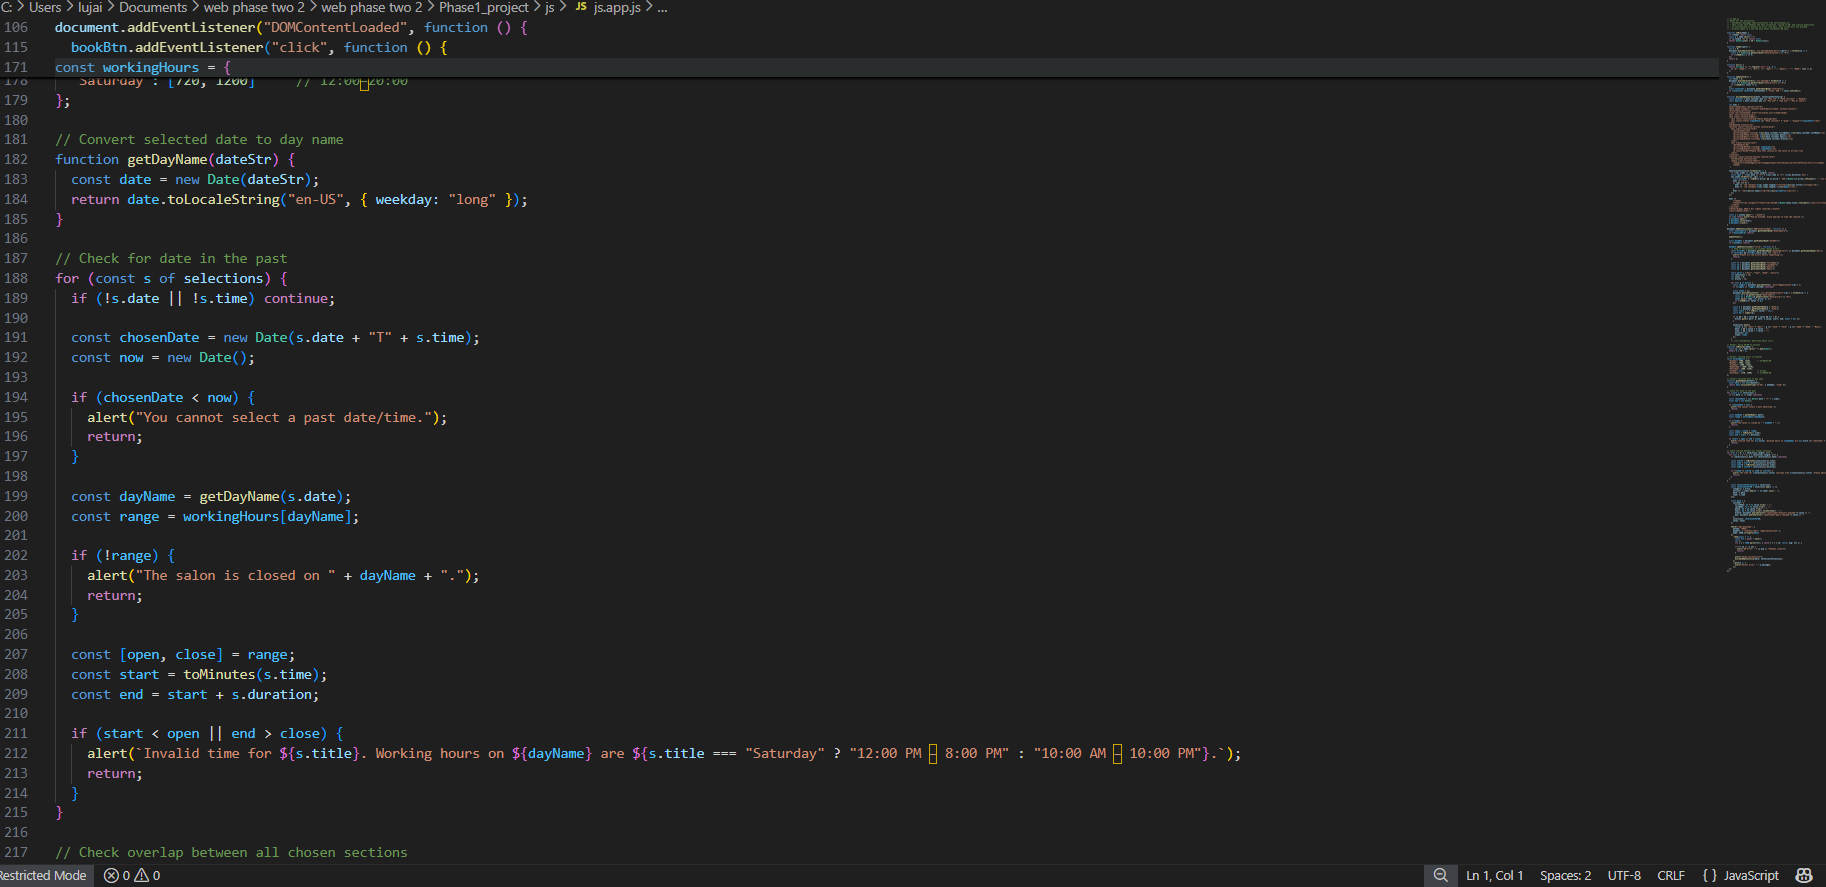 C: > Users > lujai > Documents > web phase two 2 > web phase two 2 > Phase1_project > js > JS js.app.js > ...
106 document.addEventListener("DOMContentLoaded", function () {
115 bookBtn.addEventListener("click", function () {
171 const workingHours = {
178 Saturday : [720, 1200] // 12:00–20:00
179 };
180
181 // Convert selected date to day name
182 function getDayName(dateStr) {
183 const date = new Date(dateStr);
184 return date.toLocaleString("en-US", { weekday: "long" });
185 }
186
187 // Check for date in the past
188 for (const s of selections) {
189 if (!s.date || !s.time) continue;
190
191 const chosenDate = new Date(s.date + "T" + s.time);
192 const now = new Date();
193
194 if (chosenDate < now) {
195 alert("You cannot select a past date/time.");
196 return;
197 }
198
199 const dayName = getDayName(s.date);
200 const range = workingHours[dayName];
201
202 if (!range) {
203 alert("The salon is closed on " + dayName + ".");
204 return;
205 }
206
207 const [open, close] = range;
208 const start = toMinutes(s.time);
209 const end = start + s.duration;
210
211 if (start < open || end > close) {
212 alert(`Invalid time for ${s.title}. Working hours on ${dayName} are ${s.title === "Saturday" ? "12:00 PM – 8:00 PM" : "10:00 AM – 10:00 PM"}.`);
213 return;
214 }
215 }
216
217 // Check overlap between all chosen sections
Restricted Mode 0 0 Ln 1, Col 1 Spaces: 2 UTF-8 CRLF { } JavaScript